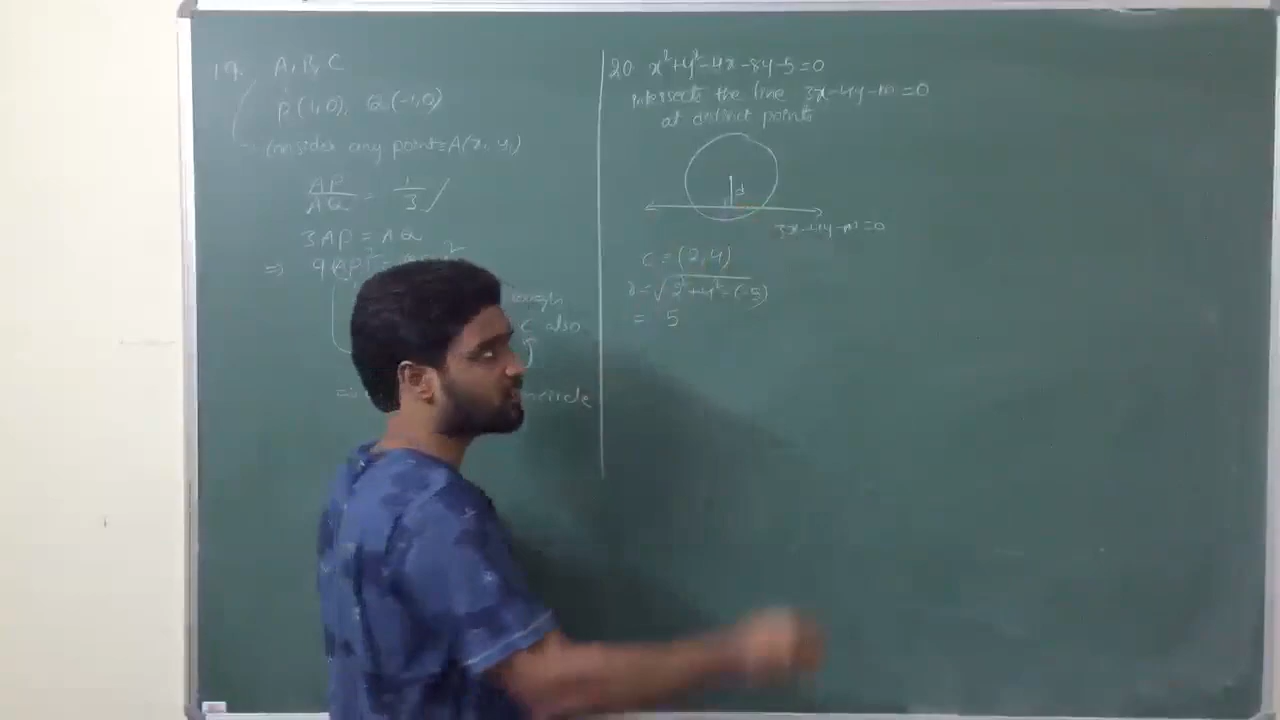 19. A, B, C
P(1,0), Q(-1,0)
Consider any point = A(x, y,)
AP/AQ = 1/3
3AP = AQ
⇒ 9(AP)² = 2
C also
⇒ circle
20. x²+y²-4x-8y-5=0
intersects the line 3x-4y-m=0
at distinct points
d
3x-4y-m=0
C = (2,4)
r = √2²+4²-(-5)
= 5